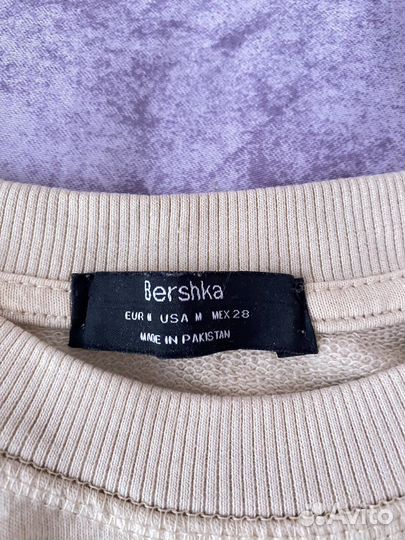 Bershka
EUR M USA M MEX 28
MADE IN PAKISTAN
Avito